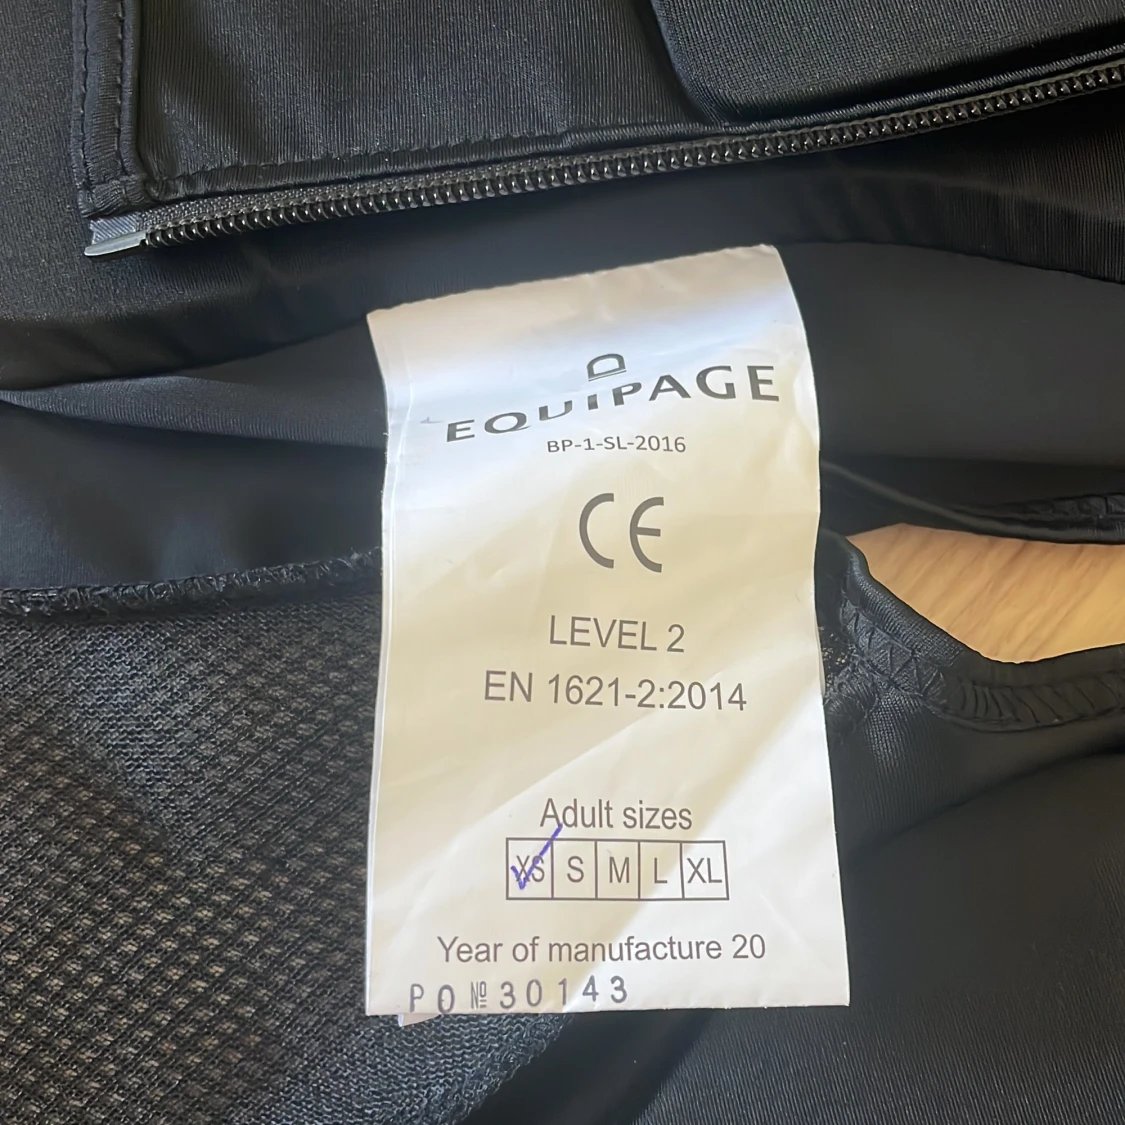 EQUIPAGE
BP-1-SL-2016
CE
LEVEL 2
EN 1621-2:2014
Adult sizes
XS S M L XL
Year of manufacture 20
PO № 30143